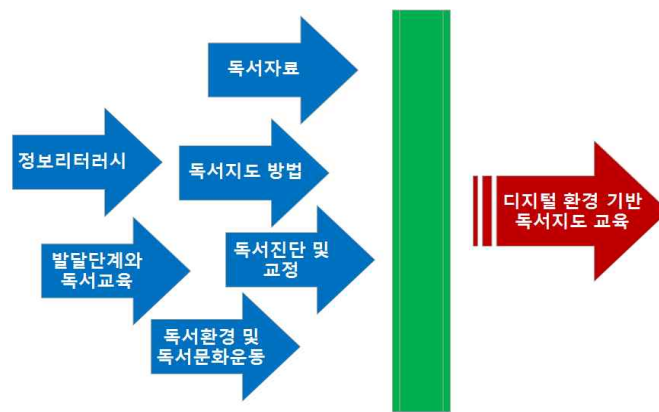 독서자료
정보리터러시
독서지도 방법
발달단계와
독서교육
독서진단 및
교정
독서환경 및
독서문화운동
디지털 환경 기반
독서지도 교육